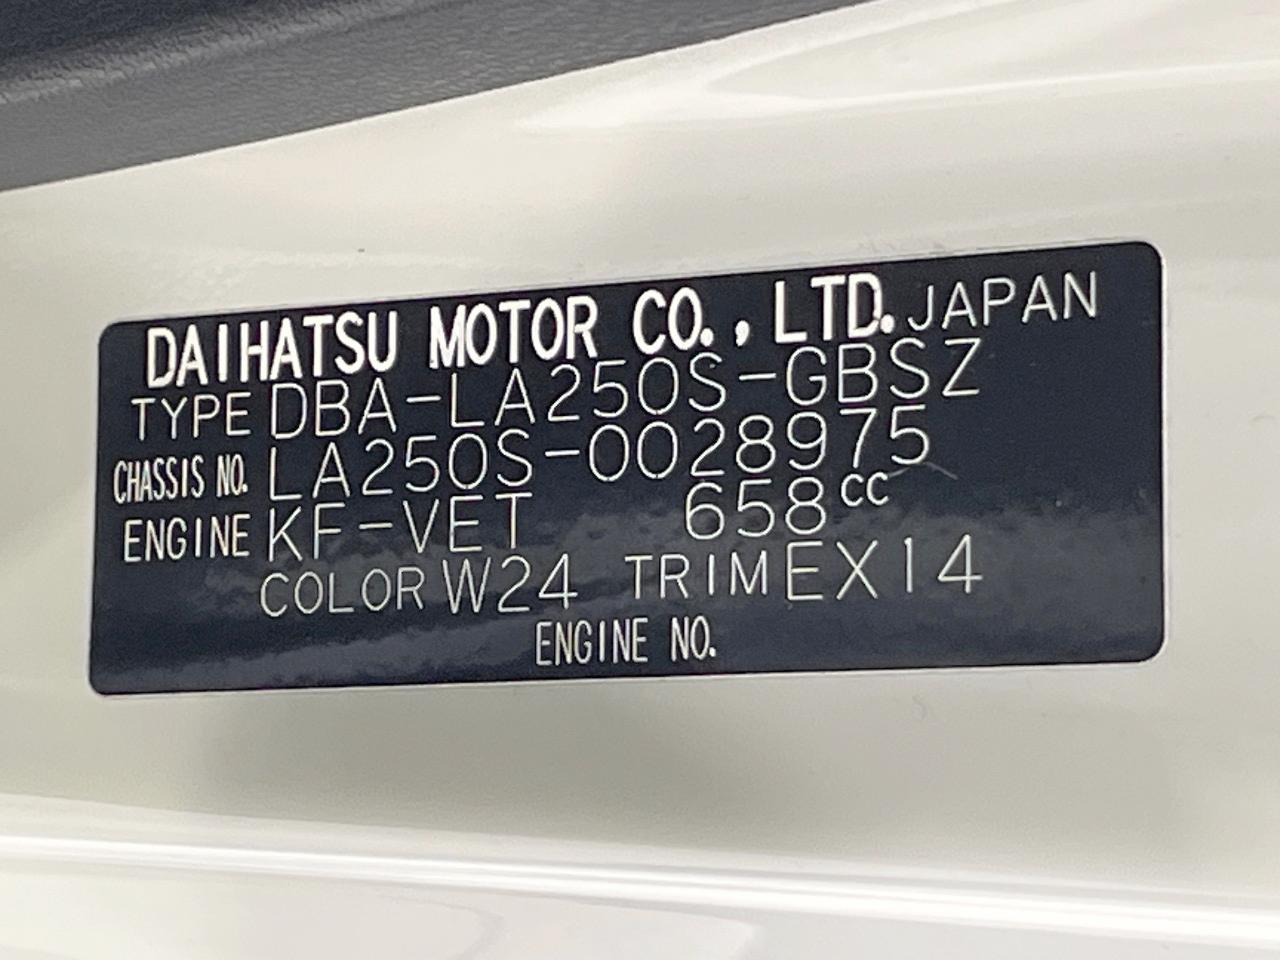 DAIHATSU MOTOR CO., LTD. JAPAN
TYPE DBA-LA250S-GBSZ
CHASSIS NO. LA250S-0028975
ENGINE KF-VET 658cc
COLOR W24 TRIM EX14
ENGINE NO.